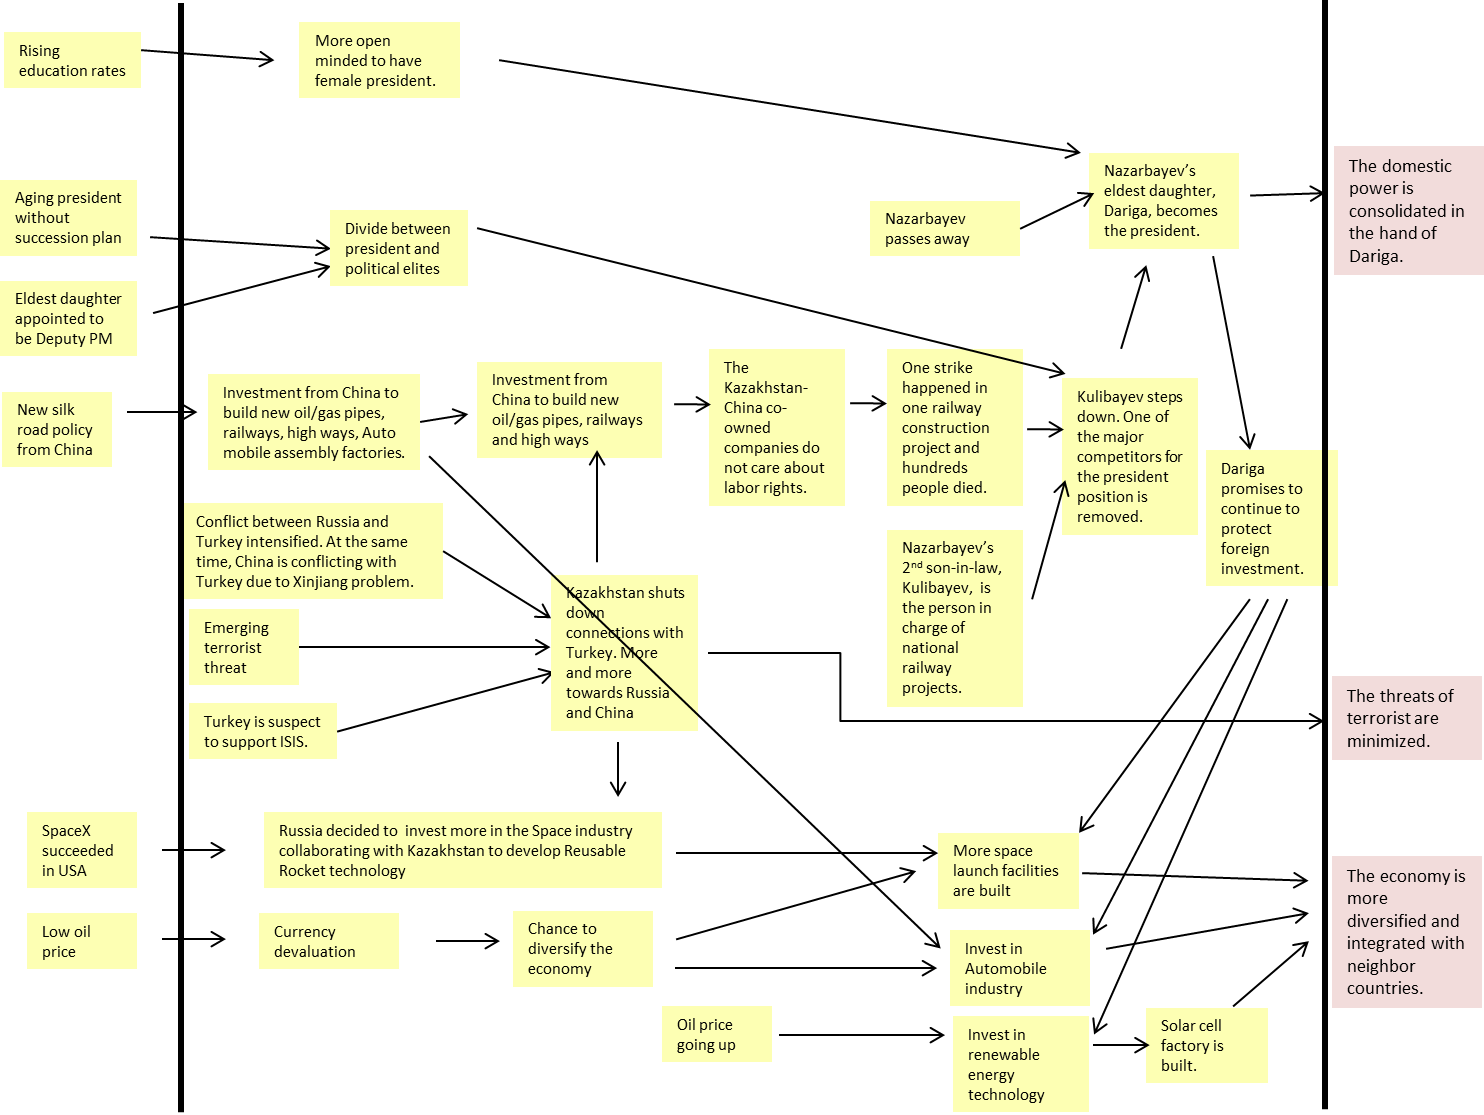 Rising
education rates
More open
minded to have
female president.
Aging president
without
succession plan
Eldest daughter
appointed to
be Deputy PM
Divide between
president and
political elites
Nazarbayev
passes away
Nazarbayev’s
eldest daughter,
Dariga, becomes
the president.
The domestic
power is
consolidated in
the hand of
Dariga.
New silk
road policy
from China
Investment from China to
build new oil/gas pipes,
railways, high ways, Auto
mobile assembly factories.
Investment from
China to build new
oil/gas pipes, railways
and high ways
The
Kazakhstan-
China co-
owned
companies do
not care about
labor rights.
One strike
happened in
one railway
construction
project and
hundreds
people died.
Kulibayev steps
down. One of
the major
competitors for
the president
position is
removed.
Dariga
promises to
continue to
protect
foreign
investment.
Conflict between Russia and
Turkey intensified. At the same
time, China is conflicting with
Turkey due to Xinjiang problem.
Emerging
terrorist
threat
Turkey is suspect
to support ISIS.
Kazakhstan shuts
down
connections with
Turkey. More
and more
towards Russia
and China
Nazarbayev’s
2nd son-in-law,
Kulibayev, is
the person in
charge of
national
railway
projects.
The threats of
terrorist are
minimized.
SpaceX
succeeded
in USA
Russia decided to invest more in the Space industry
collaborating with Kazakhstan to develop Reusable
Rocket technology
More space
launch facilities
are built
The economy is
more
diversified and
integrated with
neighbor
countries.
Low oil
price
Currency
devaluation
Chance to
diversify the
economy
Invest in
Automobile
industry
Oil price
going up
Invest in
renewable
energy
technology
Solar cell
factory is
built.